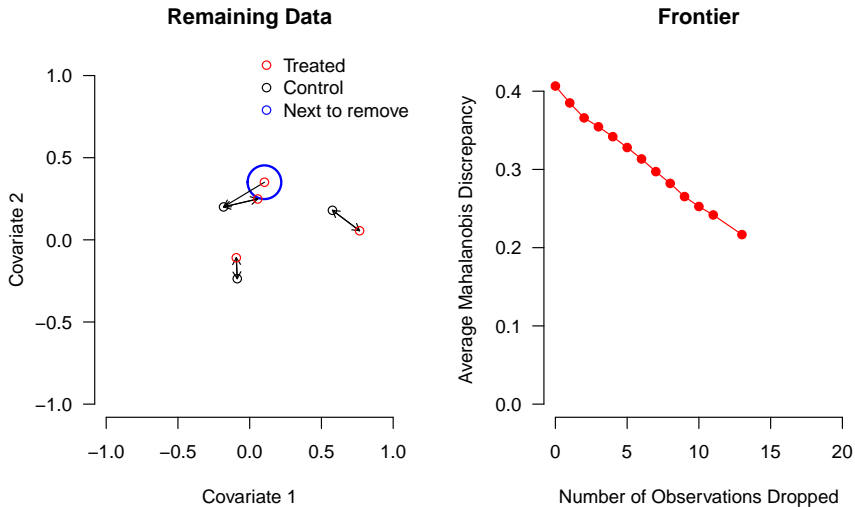 Remaining Data
Treated
Control
Next to remove
1.0
0.5
0.0
−0.5
−1.0
Covariate 2
−1.0 −0.5 0.0 0.5 1.0
Covariate 1
Frontier
0.4
0.3
0.2
0.1
0.0
Average Mahalanobis Discrepancy
0 5 10 15 20
Number of Observations Dropped